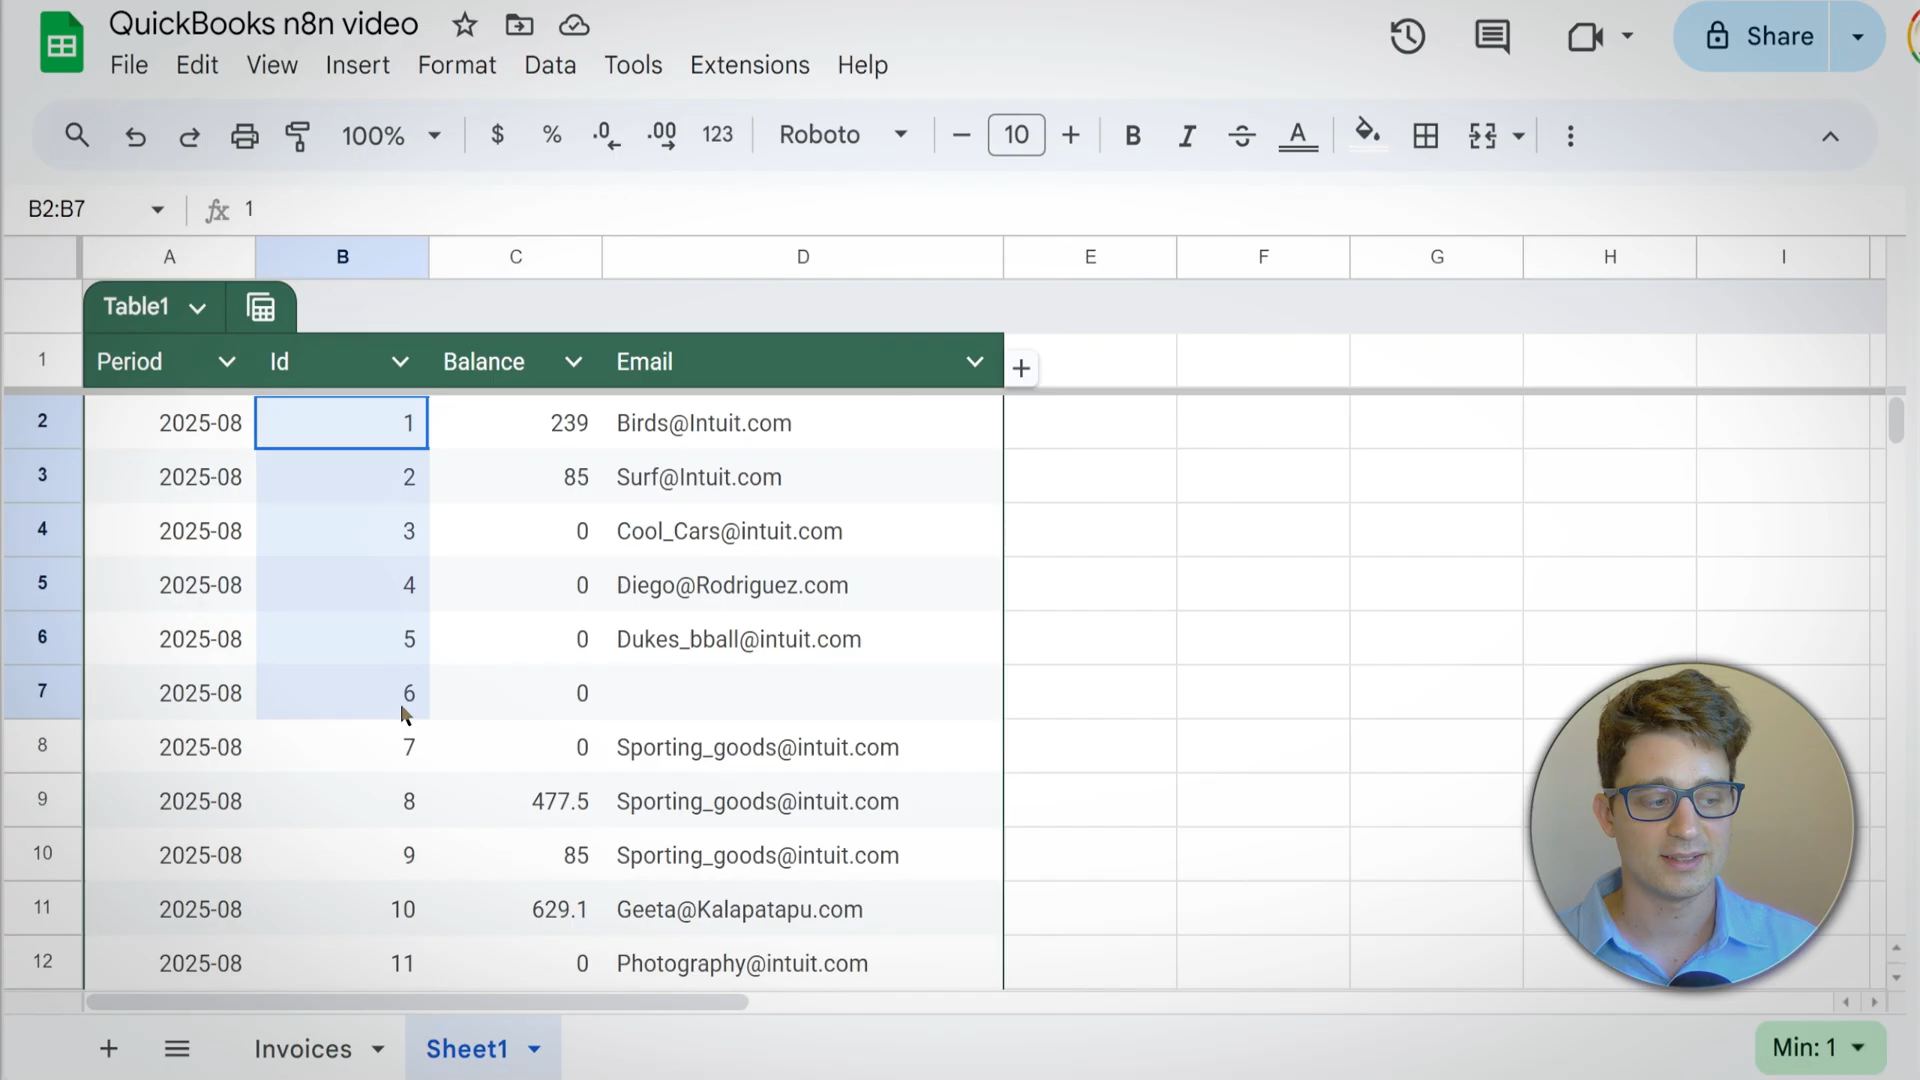 QuickBooks n8n video
File Edit View Insert Format Data Tools Extensions Help
Share
100% $ % .0 .00 123 Roboto 10 B I S A
B2:B7 fx 1
A B C D E F G H I
Table1
1 Period Id Balance Email
2 2025-08 1 239 Birds@Intuit.com
3 2025-08 2 85 Surf@Intuit.com
4 2025-08 3 0 Cool_Cars@intuit.com
5 2025-08 4 0 Diego@Rodriguez.com
6 2025-08 5 0 Dukes_bball@intuit.com
7 2025-08 6 0
8 2025-08 7 0 Sporting_goods@intuit.com
9 2025-08 8 477.5 Sporting_goods@intuit.com
10 2025-08 9 85 Sporting_goods@intuit.com
11 2025-08 10 629.1 Geeta@Kalapatapu.com
12 2025-08 11 0 Photography@intuit.com
Invoices Sheet1 Min: 1